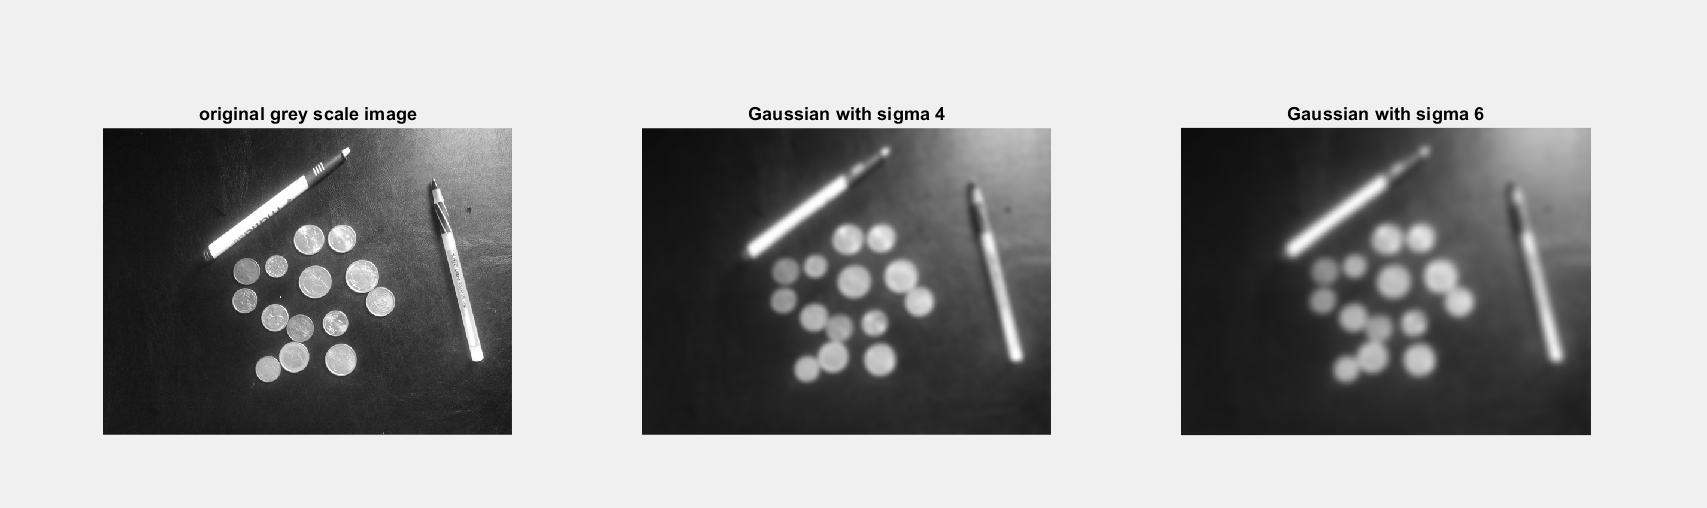 original grey scale image
Gaussian with sigma 4
Gaussian with sigma 6